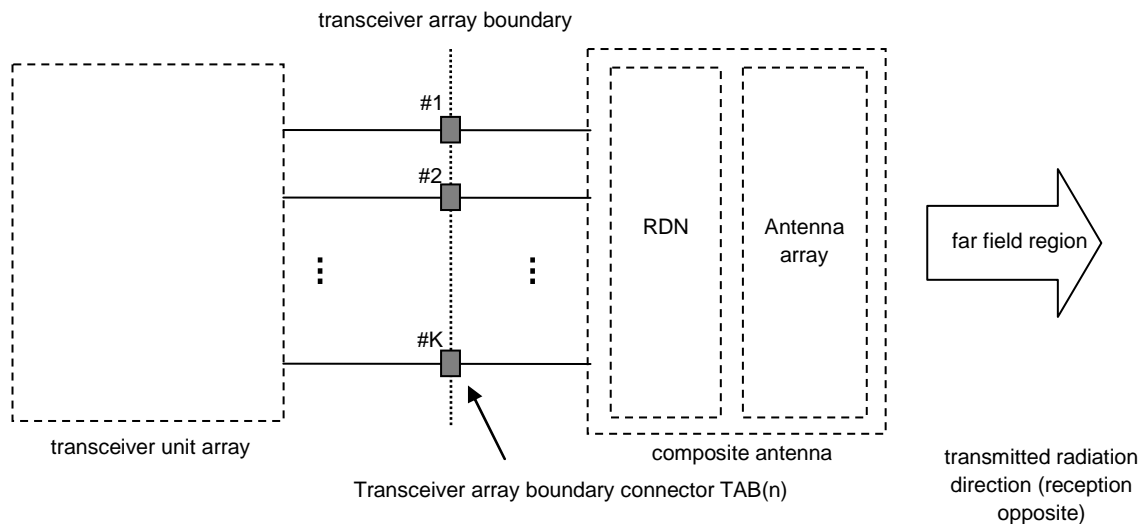 transceiver array boundary
#1
#2
#K
RDN
Antenna
array
far field region
transceiver unit array
composite antenna
Transceiver array boundary connector TAB(n)
transmitted radiation
direction (reception
opposite)